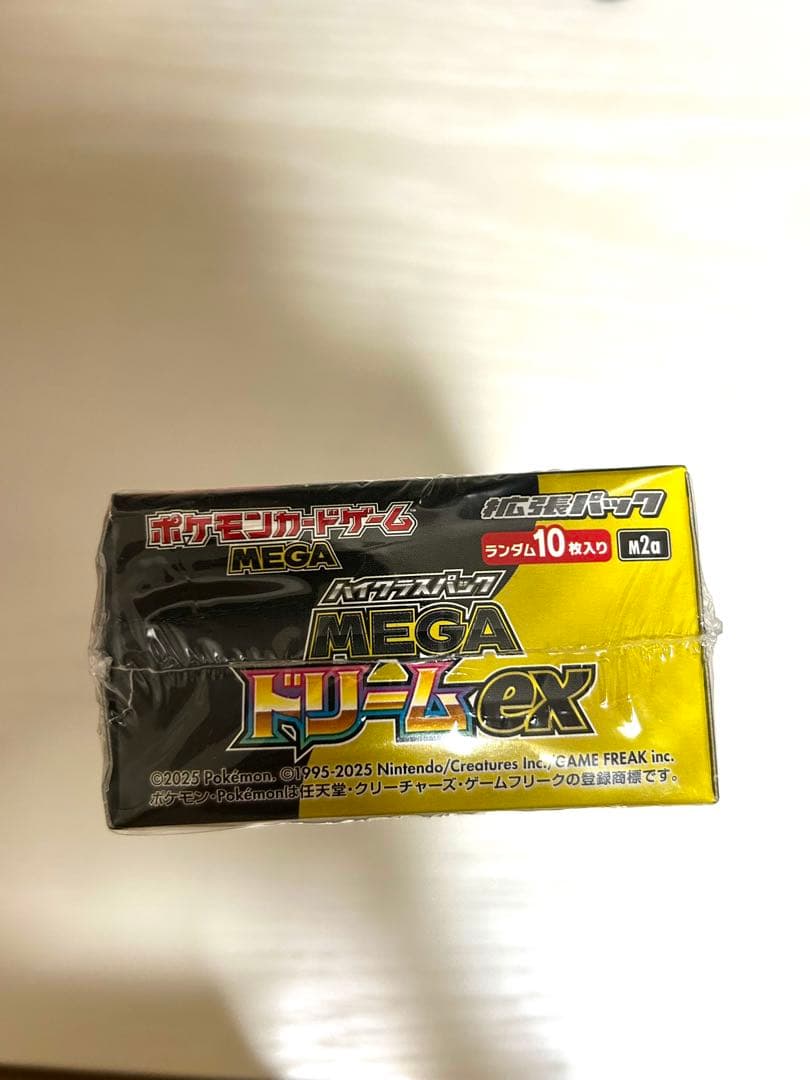 ポケモンカードゲーム
MEGA
拡張パック
ランダム10枚入り
M2a
ハイクラスパック
MEGA
ドリームex
©2025 Pokémon. ©1995-2025 Nintendo/Creatures Inc./GAME FREAK inc.
ポケモン・Pokémonは任天堂・クリーチャーズ・ゲームフリークの登録商標です。